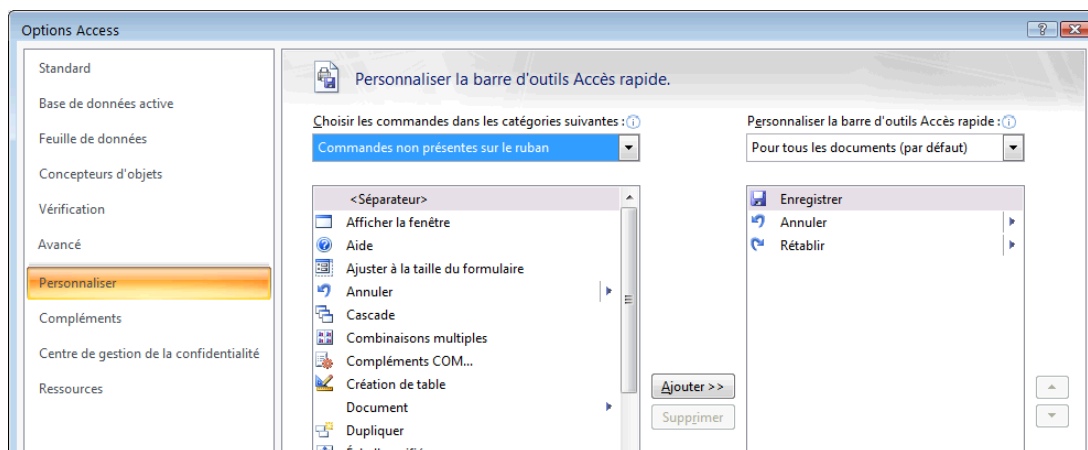 Options Access
Standard
Base de données active
Feuille de données
Concepteurs d'objets
Vérification
Avancé
Personnaliser
Compléments
Centre de gestion de la confidentialité
Ressources
Personnaliser la barre d'outils Accès rapide.
Choisir les commandes dans les catégories suivantes :
Commandes non présentes sur le ruban
<Séparateur>
Afficher la fenêtre
Aide
Ajuster à la taille du formulaire
Annuler
Cascade
Combinaisons multiples
Compléments COM...
Création de table
Document
Dupliquer
Ajouter >>
Supprimer
Personnaliser la barre d'outils Accès rapide :
Pour tous les documents (par défaut)
Enregistrer
Annuler
Rétablir